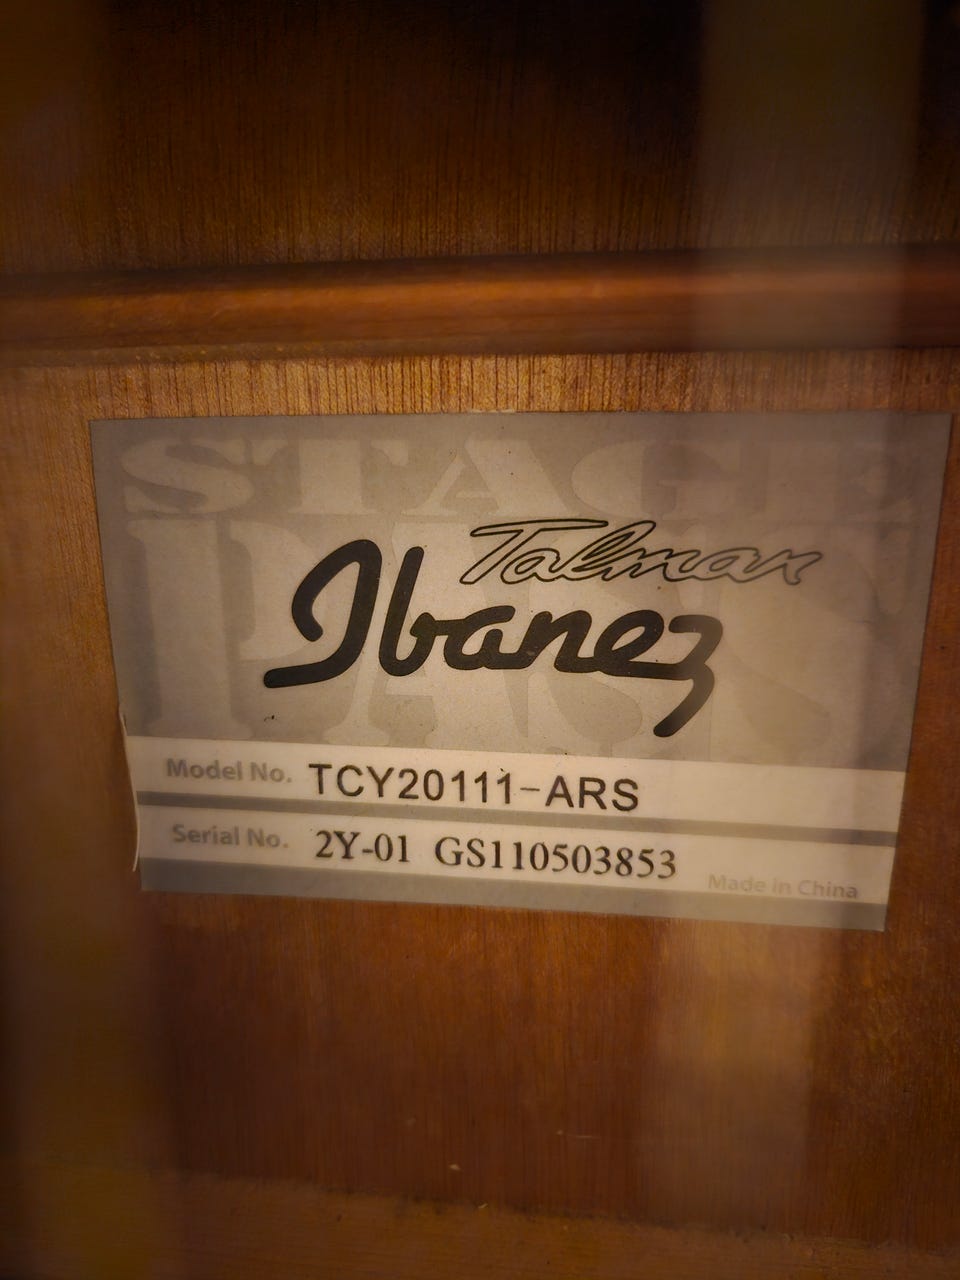 STAGE
PASS
Talman
Ibanez
Model No. TCY20111-ARS
Serial No. 2Y-01 GS110503853
Made in China